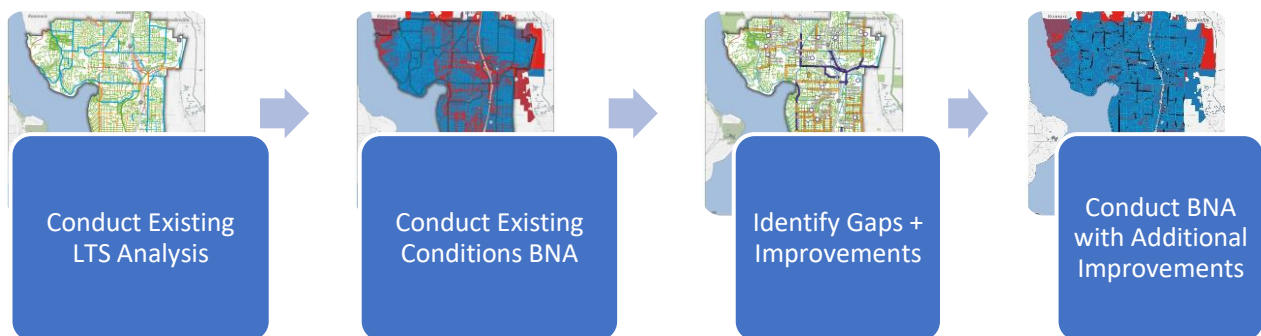 Conduct Existing
LTS Analysis
Conduct Existing
Conditions BNA
Identify Gaps +
Improvements
Conduct BNA
with Additional
Improvements